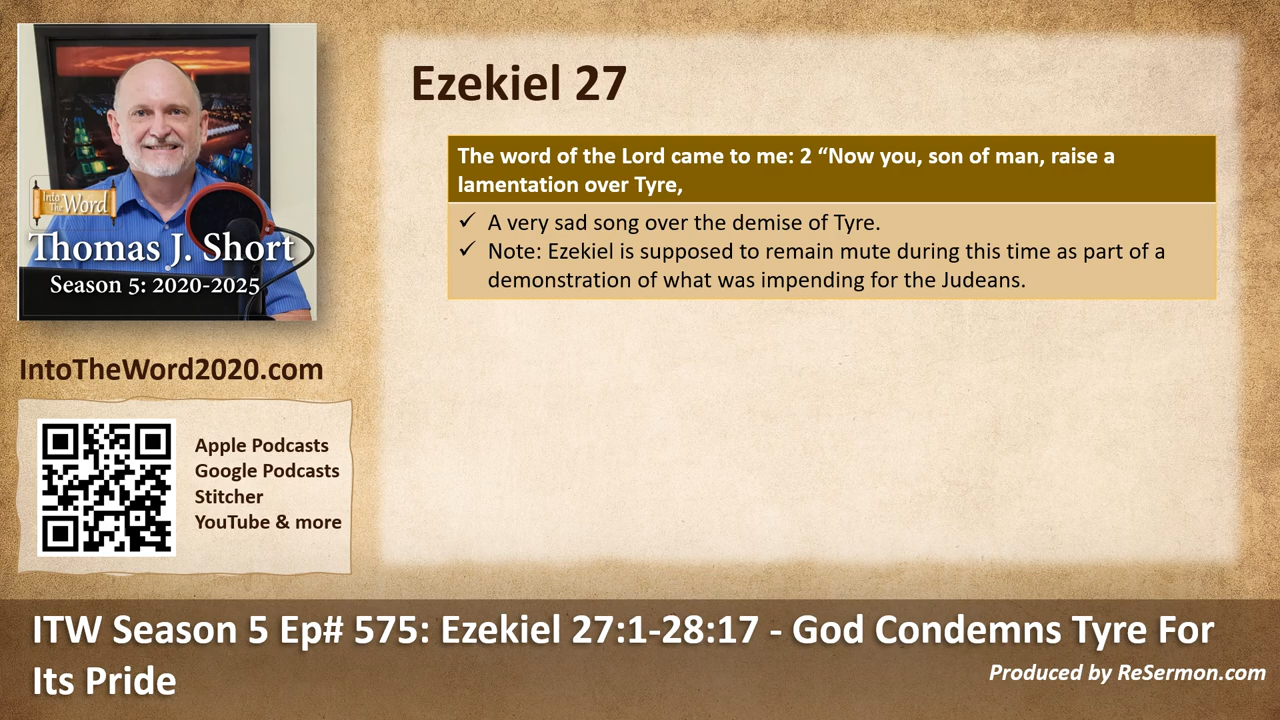 Into
The Word
Thomas J. Short
Season 5: 2020-2025
IntoTheWord2020.com
Apple Podcasts
Google Podcasts
Stitcher
YouTube & more
Ezekiel 27
The word of the Lord came to me: 2 “Now you, son of man, raise a
lamentation over Tyre,
✓ A very sad song over the demise of Tyre.
✓ Note: Ezekiel is supposed to remain mute during this time as part of a
demonstration of what was impending for the Judeans.
ITW Season 5 Ep# 575: Ezekiel 27:1-28:17 - God Condemns Tyre For
Its Pride
Produced by ReSermon.com